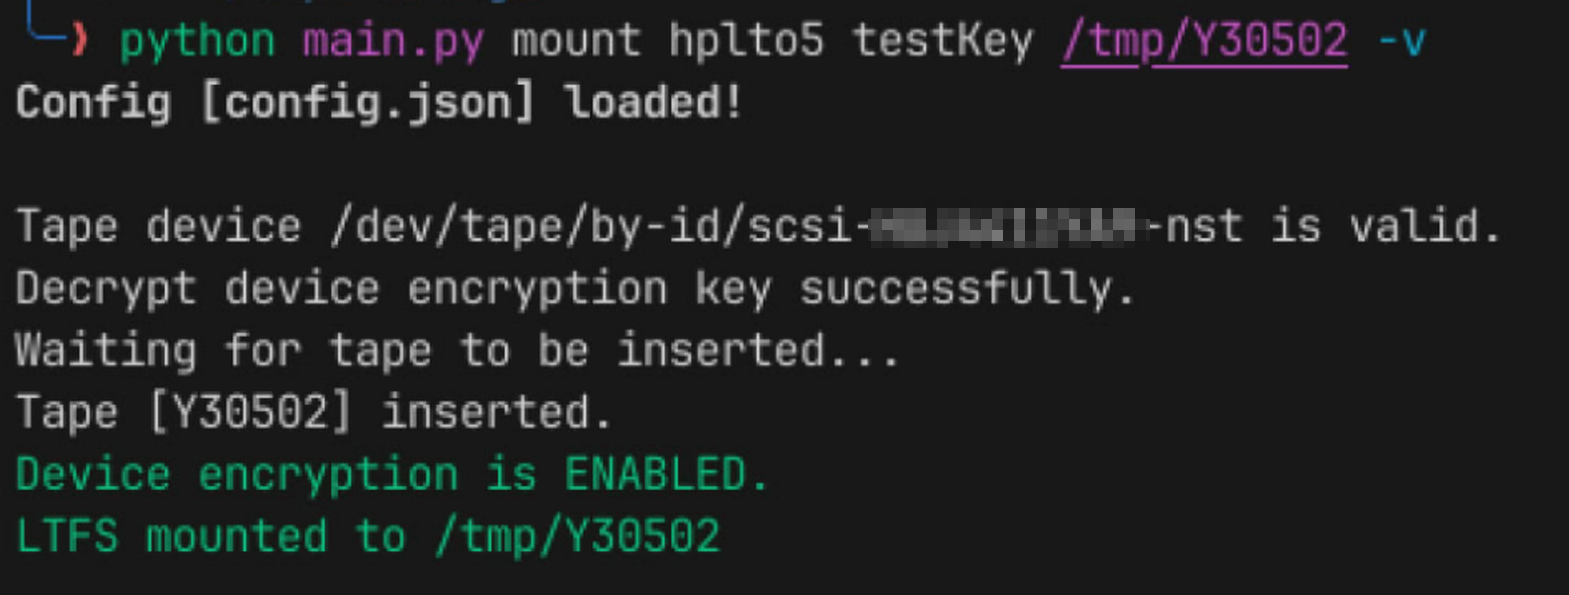 ❯ python main.py mount hplto5 testKey /tmp/Y30502 -v
Config [config.json] loaded!
Tape device /dev/tape/by-id/scsi- -nst is valid.
Decrypt device encryption key successfully.
Waiting for tape to be inserted...
Tape [Y30502] inserted.
Device encryption is ENABLED.
LTFS mounted to /tmp/Y30502